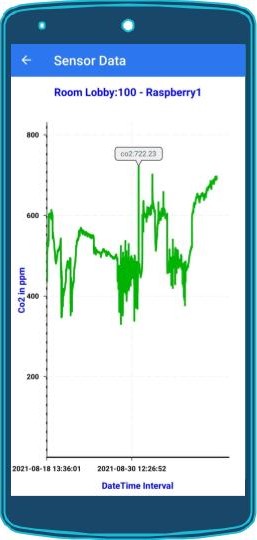 Sensor Data
Room Lobby:100 - Raspberry1
800
co2:722.23
600
Co2 in ppm
400
200
2021-08-18 13:36:01 2021-08-30 12:26:52
DateTime Interval